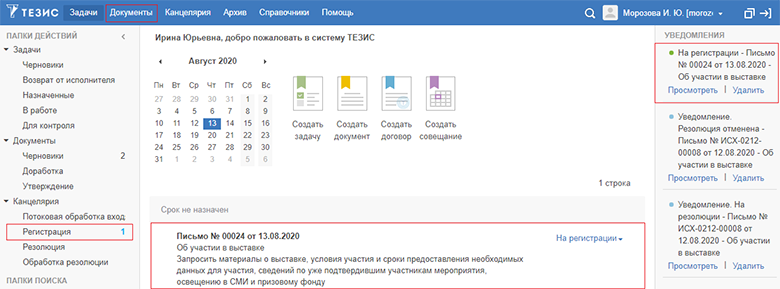 ТЕЗИС Задачи Документы Канцелярия Архив Справочники Помощь Морозова И. Ю. [moroz
ПАПКИ ДЕЙСТВИЙ
Задачи
Черновики
Возврат от исполнителя
Назначенные
В работе
Для контроля
Документы
Черновики 2
Доработка
Утверждение
Канцелярия
Потоковая обработка вход
Регистрация 1
Резолюция
Обработка резолюции
ПАПКИ ПОИСКА
Ирина Юрьевна, добро пожаловать в систему ТЕЗИС
Август 2020
Пн Вт Ср Чт Пт Сб Вс
27 28 29 30 31 1 2
3 4 5 6 7 8 9
10 11 12 13 14 15 16
17 18 19 20 21 22 23
24 25 26 27 28 29 30
31 1 2 3 4 5 6
Создать
задачу
Создать
документ
Создать
договор
Создать
совещание
1 строка
Срок не назначен
Письмо № 00024 от 13.08.2020
На регистрации
Об участии в выставке
Запросить материалы о выставке, условия участия и сроки предоставления необходимых
данных для участия, сведений по уже подтвердившим участникам мероприятия,
освещению в СМИ и призовому фонду
УВЕДОМЛЕНИЯ
На регистрации - Письмо
№ 00024 от 13.08.2020 -
Об участии в выставке
Просмотреть | Удалить
Уведомление.
Резолюция отменена -
Письмо № ИСХ-0212-
00008 от 12.08.2020 - Об
участии в выставке
Просмотреть | Удалить
Уведомление. На
резолюции - Письмо №
ИСХ-0212-00008 от
12.08.2020 - Об участии в
выставке
Просмотреть | Удалить